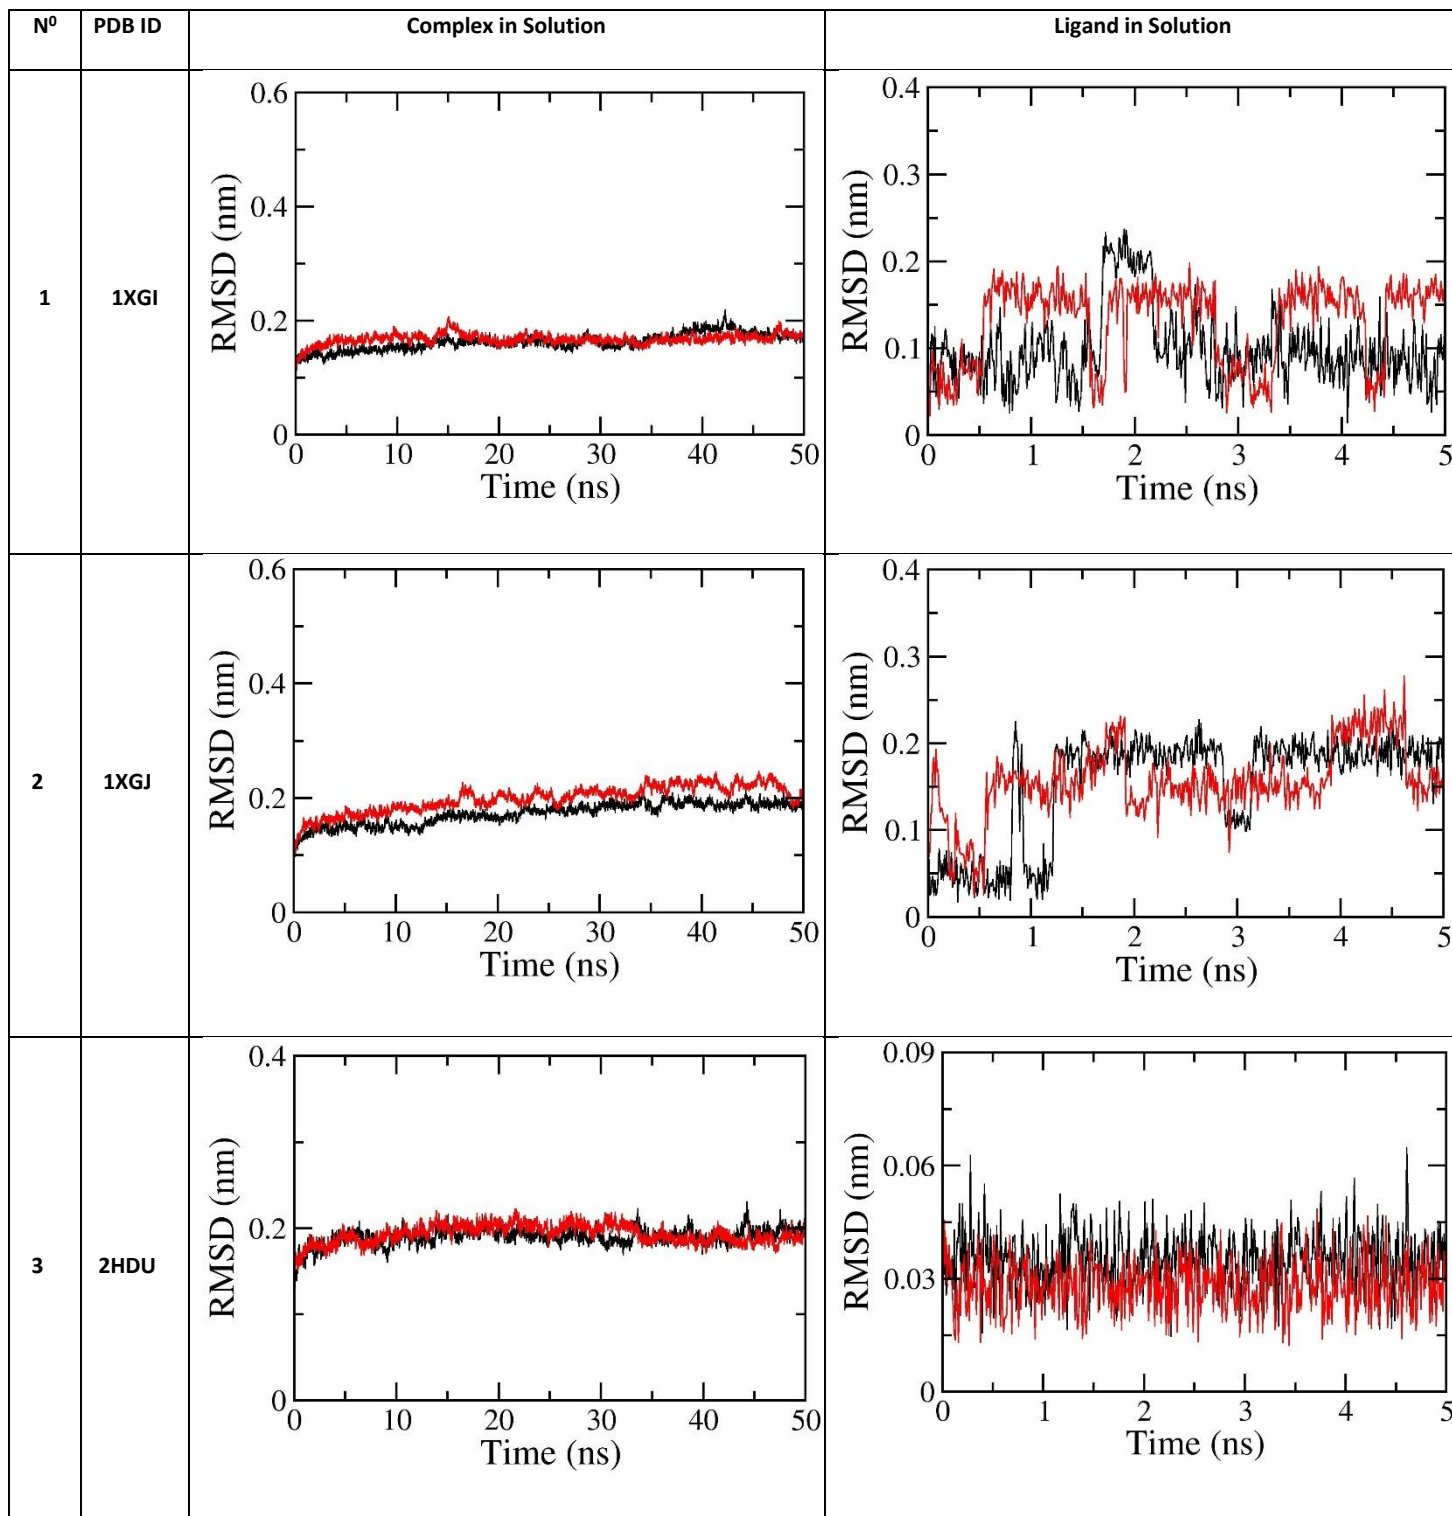 N⁰ PDB ID Complex in Solution Ligand in Solution
1 1XGI
RMSD (nm)
0.6
0.4
0.2
0
0 10 20 30 40 50
Time (ns)
RMSD (nm)
0.4
0.3
0.2
0.1
0
0 1 2 3 4 5
Time (ns)
2 1XGJ
RMSD (nm)
0.6
0.4
0.2
0
0 10 20 30 40 50
Time (ns)
RMSD (nm)
0.4
0.3
0.2
0.1
0
0 1 2 3 4 5
Time (ns)
3 2HDU
RMSD (nm)
0.4
0.2
0
0 10 20 30 40 50
Time (ns)
RMSD (nm)
0.09
0.06
0.03
0
0 1 2 3 4 5
Time (ns)